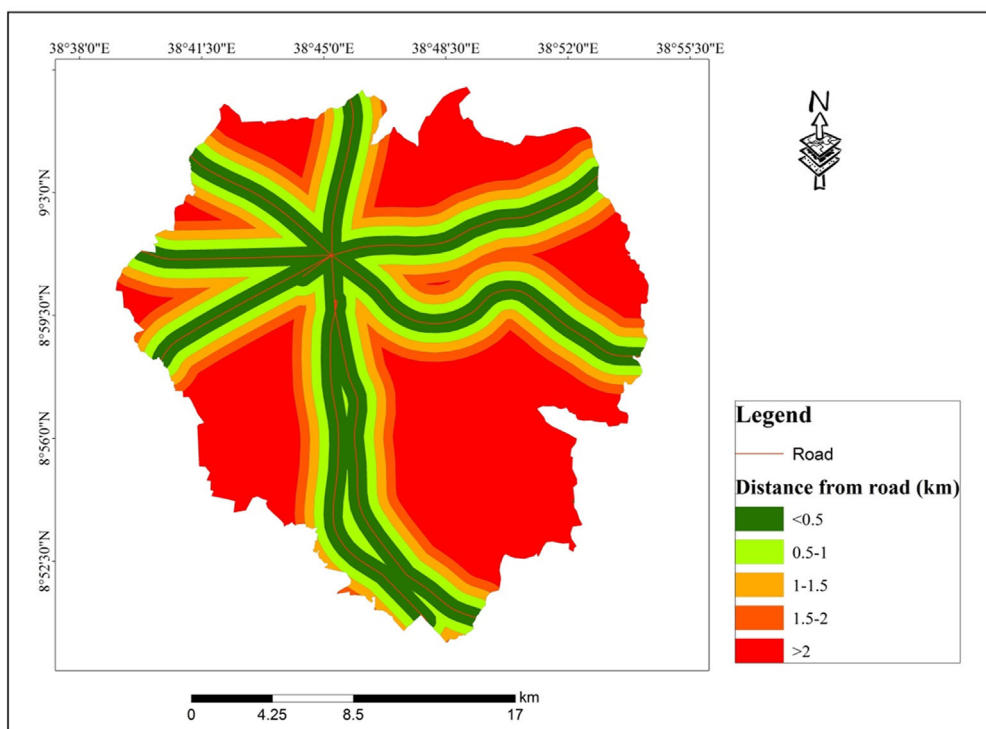 38°38'0"E 38°41'30"E 38°45'0"E 38°48'30"E 38°52'0"E 38°55'30"E
N
9°3'0"N
8°59'30"N
8°56'0"N
8°52'30"N
Legend
Road
Distance from road (km)
<0.5
0.5-1
1-1.5
1.5-2
>2
km
0 4.25 8.5 17